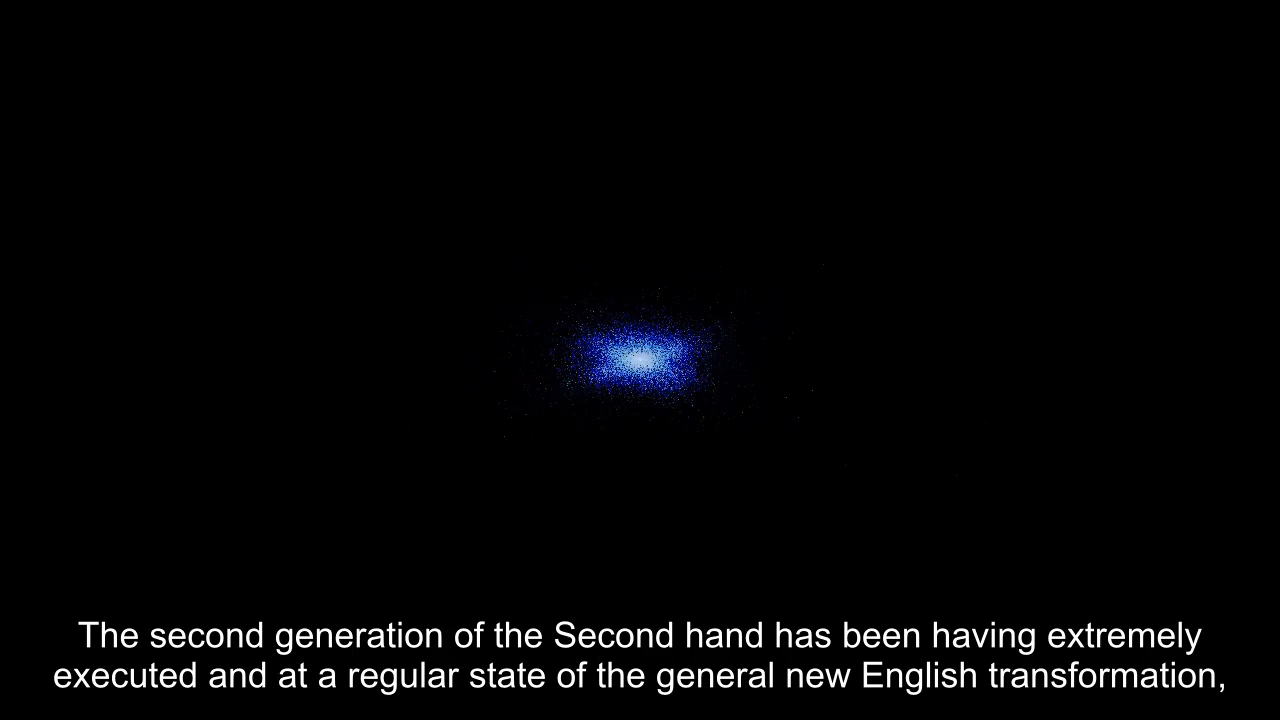 The second generation of the Second hand has been having extremely
executed and at a regular state of the general new English transformation,